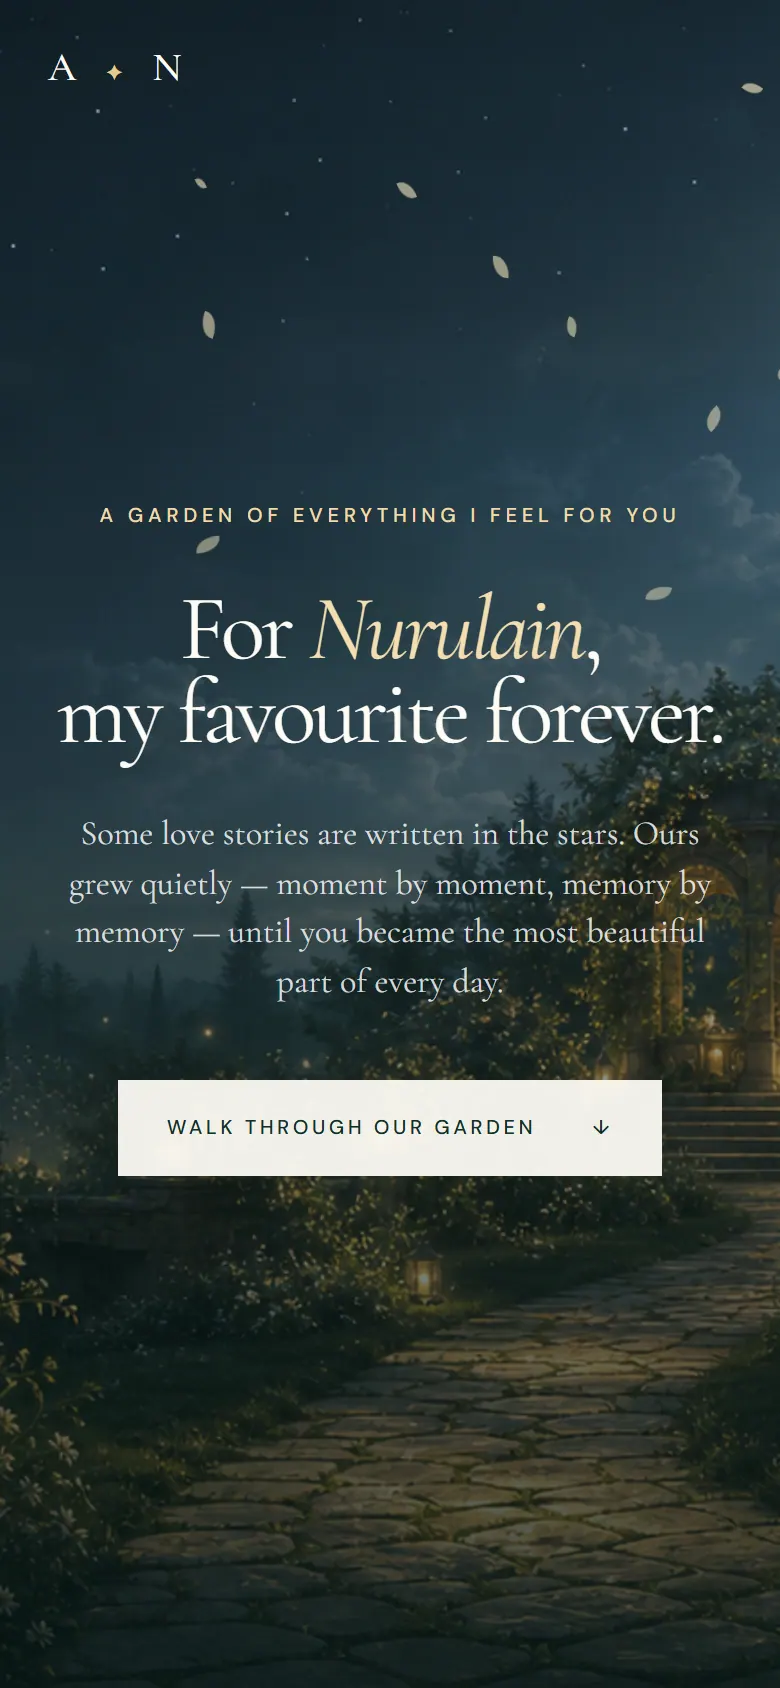 A ✦ N
A GARDEN OF EVERYTHING I FEEL FOR YOU
For Nurulain,
my favourite forever.
Some love stories are written in the stars. Ours
grew quietly — moment by moment, memory by
memory — until you became the most beautiful
part of every day.
WALK THROUGH OUR GARDEN ↓